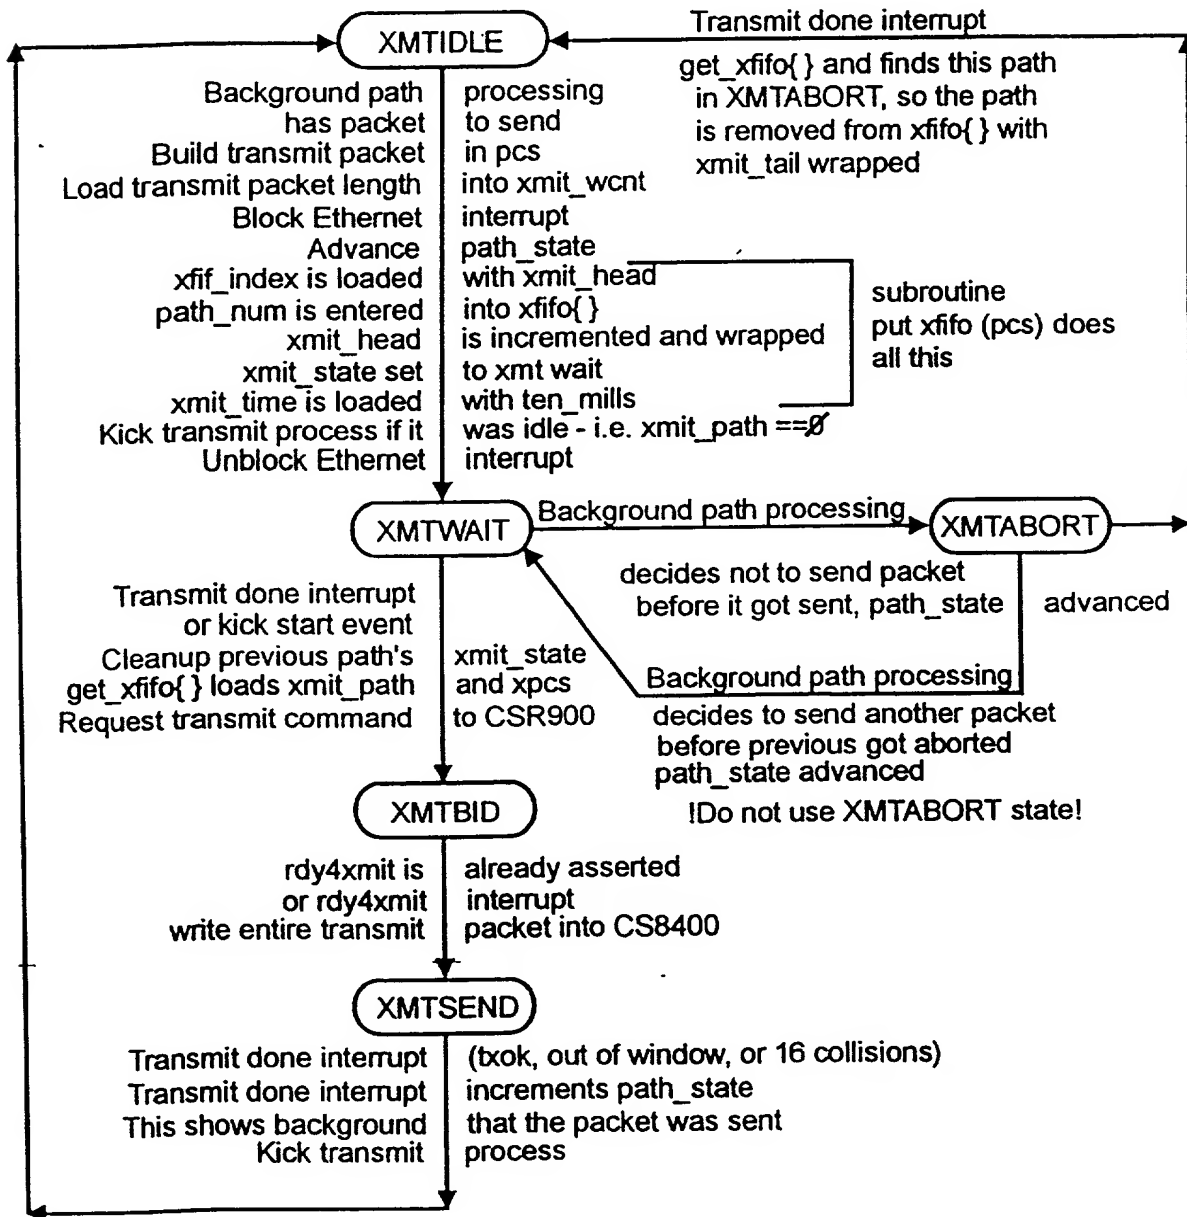 XMTIDLE
Transmit done interrupt
get_xfifo{ } and finds this path
in XMTABORT, so the path
is removed from xfifo{ } with
xmit_tail wrapped
Background path processing
has packet to send
Build transmit packet in pcs
Load transmit packet length into xmit_wcnt
Block Ethernet interrupt
Advance path_state
xfif_index is loaded with xmit_head
path_num is entered into xfifo{ }
xmit_head is incremented and wrapped
xmit_state set to xmt wait
xmit_time is loaded with ten_mills
Kick transmit process if it was idle - i.e. xmit_path ==0
Unblock Ethernet interrupt
subroutine
put xfifo (pcs) does
all this
XMTWAIT
Background path processing
XMTABORT
decides not to send packet
before it got sent, path_state advanced
Transmit done interrupt
or kick start event
Cleanup previous path's xmit_state
get_xfifo{ } loads xmit_path and xpcs
Request transmit command to CSR900
Background path processing
decides to send another packet
before previous got aborted
path_state advanced
!Do not use XMTABORT state!
XMTBID
rdy4xmit is already asserted
or rdy4xmit interrupt
write entire transmit packet into CS8400
XMTSEND
Transmit done interrupt (txok, out of window, or 16 collisions)
Transmit done interrupt increments path_state
This shows background that the packet was sent
Kick transmit process